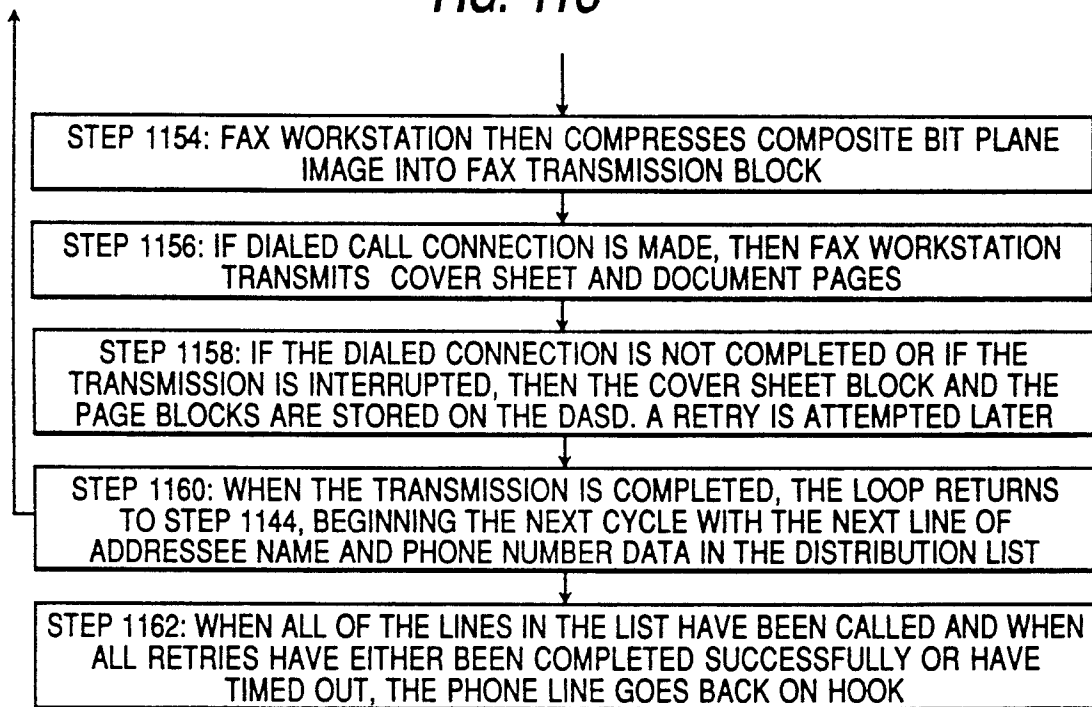 STEP 1154: FAX WORKSTATION THEN COMPRESSES COMPOSITE BIT PLANE
IMAGE INTO FAX TRANSMISSION BLOCK
STEP 1156: IF DIALED CALL CONNECTION IS MADE, THEN FAX WORKSTATION
TRANSMITS COVER SHEET AND DOCUMENT PAGES
STEP 1158: IF THE DIALED CONNECTION IS NOT COMPLETED OR IF THE
TRANSMISSION IS INTERRUPTED, THEN THE COVER SHEET BLOCK AND THE
PAGE BLOCKS ARE STORED ON THE DASD. A RETRY IS ATTEMPTED LATER
STEP 1160: WHEN THE TRANSMISSION IS COMPLETED, THE LOOP RETURNS
TO STEP 1144, BEGINNING THE NEXT CYCLE WITH THE NEXT LINE OF
ADDRESSEE NAME AND PHONE NUMBER DATA IN THE DISTRIBUTION LIST
STEP 1162: WHEN ALL OF THE LINES IN THE LIST HAVE BEEN CALLED AND WHEN
ALL RETRIES HAVE EITHER BEEN COMPLETED SUCCESSFULLY OR HAVE
TIMED OUT, THE PHONE LINE GOES BACK ON HOOK